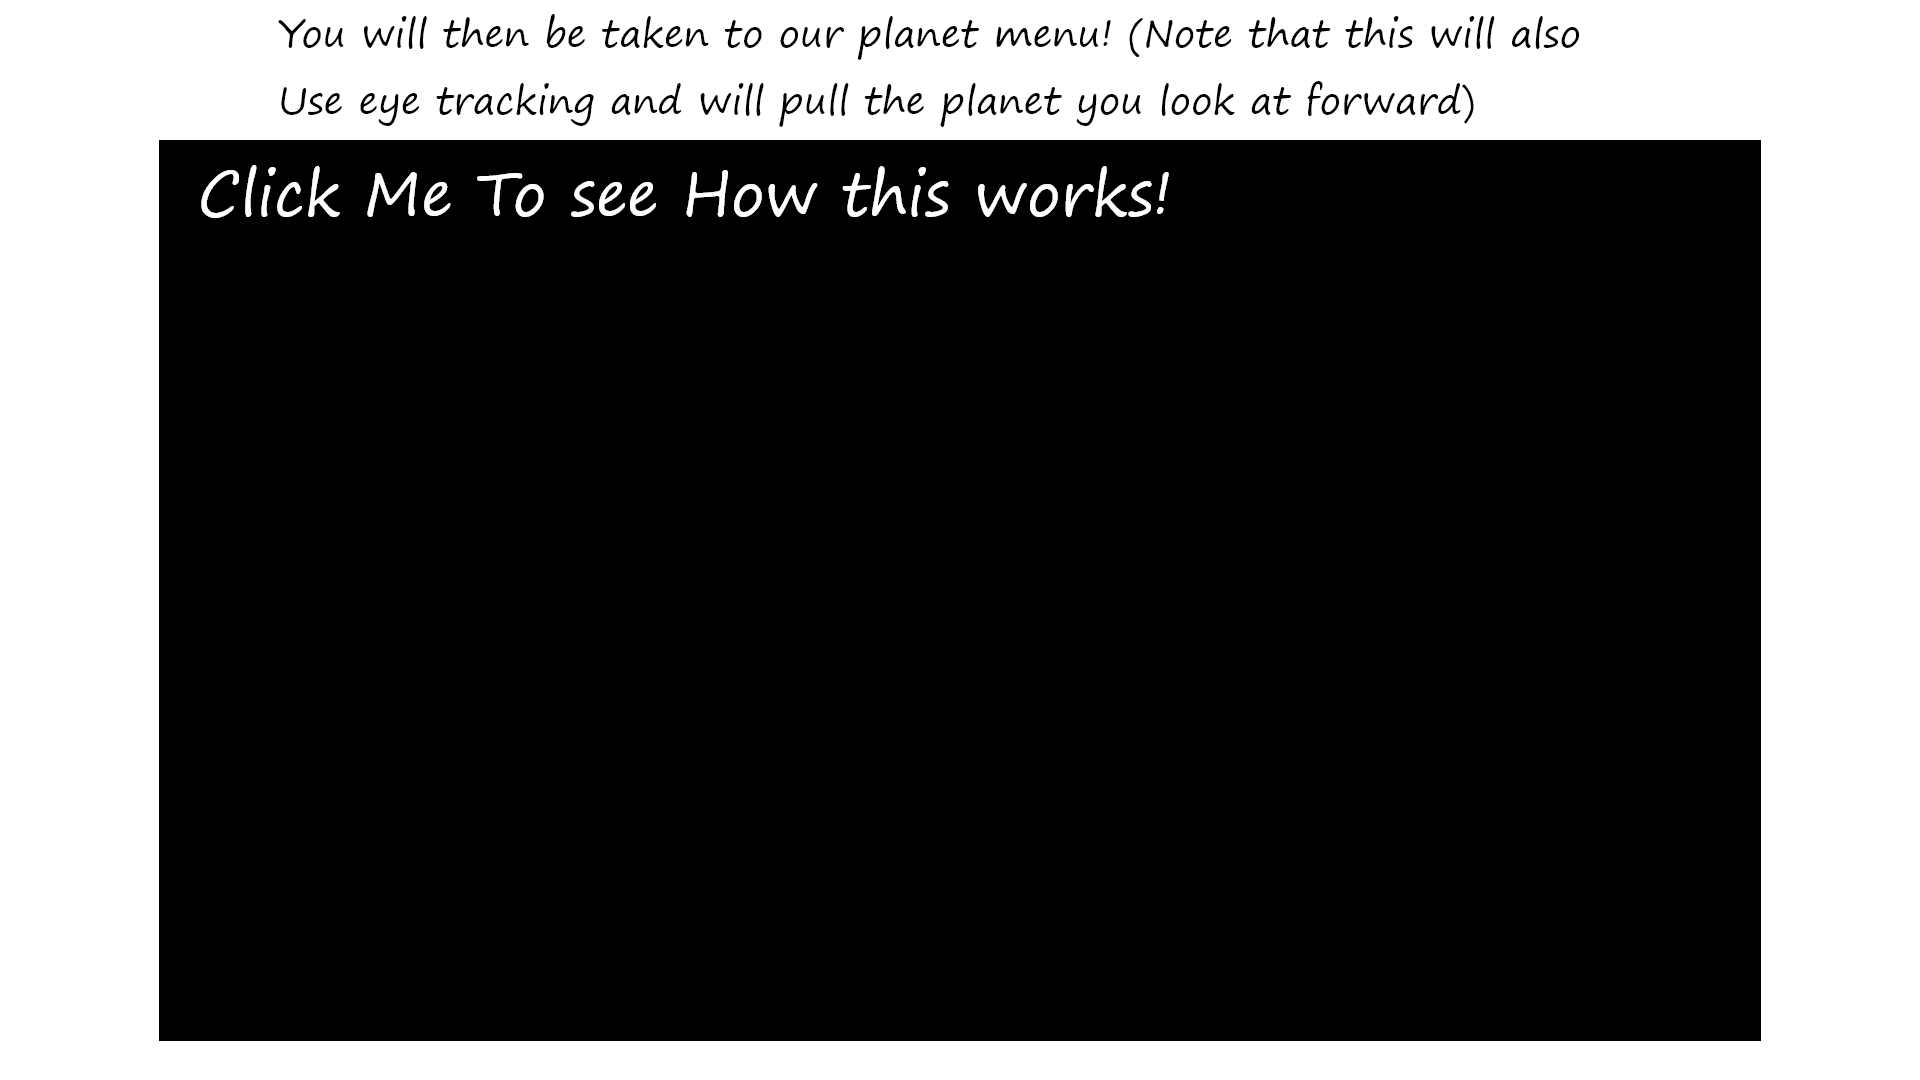 You will then be taken to our planet menu! (Note that this will also
Use eye tracking and will pull the planet you look at forward)
Click Me To see How this works!